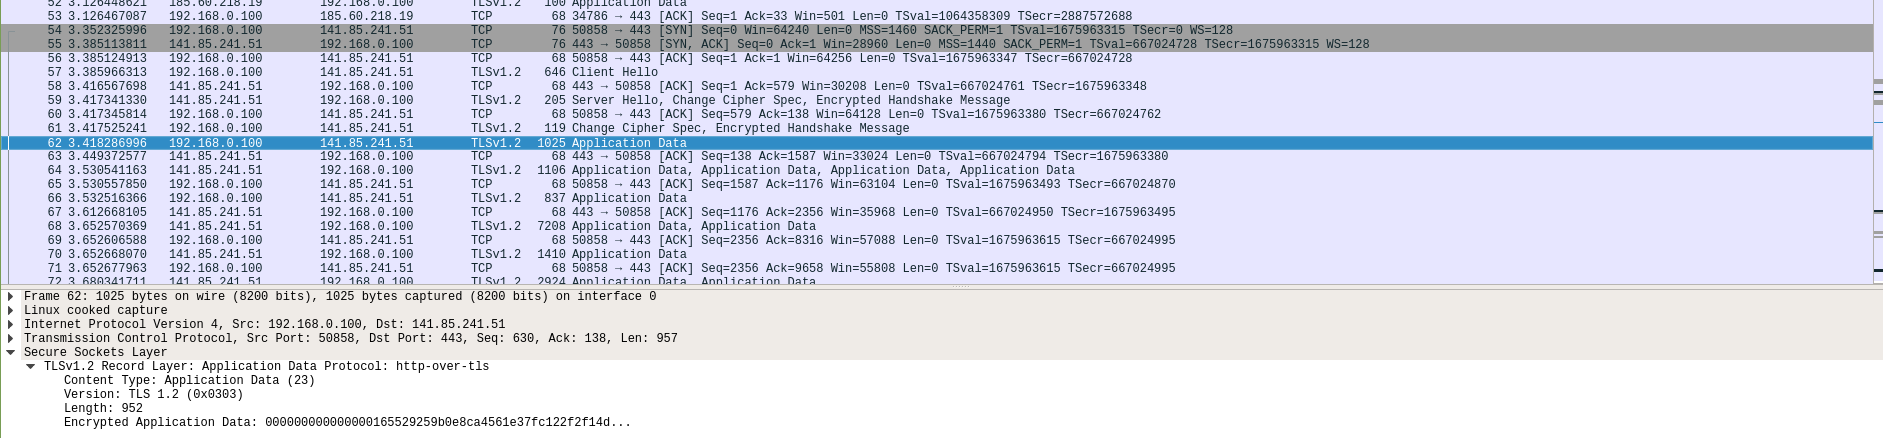 52 3.126448621 185.60.218.19 192.168.0.100 TLSv1.2 100 Application Data
53 3.126467087 192.168.0.100 185.60.218.19 TCP 68 34786 → 443 [ACK] Seq=1 Ack=33 Win=501 Len=0 TSval=1064358309 TSecr=2887572688
54 3.352325996 192.168.0.100 141.85.241.51 TCP 76 50858 → 443 [SYN] Seq=0 Win=64240 Len=0 MSS=1460 SACK_PERM=1 TSval=1675963315 TSecr=0 WS=128
55 3.385113811 141.85.241.51 192.168.0.100 TCP 76 443 → 50858 [SYN, ACK] Seq=0 Ack=1 Win=28960 Len=0 MSS=1440 SACK_PERM=1 TSval=667024728 TSecr=1675963315 WS=128
56 3.385124913 192.168.0.100 141.85.241.51 TCP 68 50858 → 443 [ACK] Seq=1 Ack=1 Win=64256 Len=0 TSval=1675963347 TSecr=667024728
57 3.385966313 192.168.0.100 141.85.241.51 TLSv1.2 646 Client Hello
58 3.416567698 141.85.241.51 192.168.0.100 TCP 68 443 → 50858 [ACK] Seq=1 Ack=579 Win=30208 Len=0 TSval=667024761 TSecr=1675963348
59 3.417341330 141.85.241.51 192.168.0.100 TLSv1.2 205 Server Hello, Change Cipher Spec, Encrypted Handshake Message
60 3.417345814 192.168.0.100 141.85.241.51 TCP 68 50858 → 443 [ACK] Seq=579 Ack=138 Win=64128 Len=0 TSval=1675963380 TSecr=667024762
61 3.417525241 192.168.0.100 141.85.241.51 TLSv1.2 119 Change Cipher Spec, Encrypted Handshake Message
62 3.418286996 192.168.0.100 141.85.241.51 TLSv1.2 1025 Application Data
63 3.449372577 141.85.241.51 192.168.0.100 TCP 68 443 → 50858 [ACK] Seq=138 Ack=1587 Win=33024 Len=0 TSval=667024794 TSecr=1675963380
64 3.530541163 141.85.241.51 192.168.0.100 TLSv1.2 1106 Application Data, Application Data, Application Data, Application Data
65 3.530557850 192.168.0.100 141.85.241.51 TCP 68 50858 → 443 [ACK] Seq=1587 Ack=1176 Win=63104 Len=0 TSval=1675963493 TSecr=667024870
66 3.532516366 192.168.0.100 141.85.241.51 TLSv1.2 837 Application Data
67 3.612668105 141.85.241.51 192.168.0.100 TCP 68 443 → 50858 [ACK] Seq=1176 Ack=2356 Win=35968 Len=0 TSval=667024950 TSecr=1675963495
68 3.652570369 141.85.241.51 192.168.0.100 TLSv1.2 7208 Application Data, Application Data
69 3.652606588 192.168.0.100 141.85.241.51 TCP 68 50858 → 443 [ACK] Seq=2356 Ack=8316 Win=57088 Len=0 TSval=1675963615 TSecr=667024995
70 3.652668070 141.85.241.51 192.168.0.100 TLSv1.2 1410 Application Data
71 3.652677963 192.168.0.100 141.85.241.51 TCP 68 50858 → 443 [ACK] Seq=2356 Ack=9658 Win=55808 Len=0 TSval=1675963615 TSecr=667024995
72 3.680341711 141.85.241.51 192.168.0.100 TLSv1.2 2924 Application Data, Application Data
Frame 62: 1025 bytes on wire (8200 bits), 1025 bytes captured (8200 bits) on interface 0
Linux cooked capture
Internet Protocol Version 4, Src: 192.168.0.100, Dst: 141.85.241.51
Transmission Control Protocol, Src Port: 50858, Dst Port: 443, Seq: 630, Ack: 138, Len: 957
Secure Sockets Layer
TLSv1.2 Record Layer: Application Data Protocol: http-over-tls
Content Type: Application Data (23)
Version: TLS 1.2 (0x0303)
Length: 952
Encrypted Application Data: 000000000000000165529259b0e8ca4561e37fc122f2f14d...